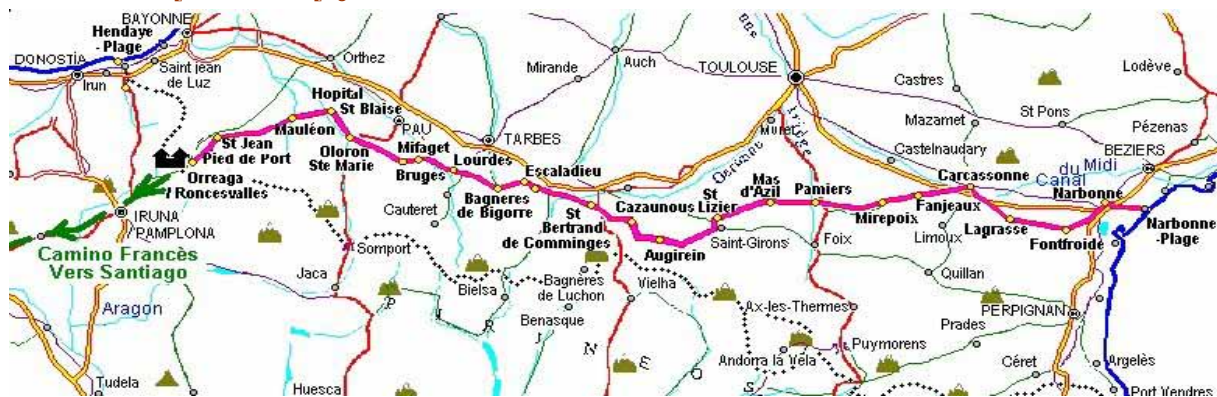 BAYONNE
Hendaye
-Plage
DONOSTIA
Irun
Saint jean
de Luz
Orthez
Mirande
Auch
TOULOUSE
Castres
Lodève
Mazamet
St Pons
Pézenas
BEZIERS
Muret
Castelnaudary
Garonne
Ariège
Canal
du Midi
Hopital
St Blaise
Mauléon
PAU
TARBES
St Jean
Pied de Port
Oloron
Ste Marie
Mifaget
Bruges
Lourdes
Escaladieu
Bagneres
de Bigorre
Orreaga
/ Roncesvalles
Cauteret
St
Bertrand
de Comminges
Cazaunous
Augirein
St
Lizier
Saint-Girons
Mas
d'Azil
Pamiers
Foix
Mirepoix
Fanjeaux
Carcassonne
Limoux
Lagrasse
Fontfroide
Narbonne
Narbonne
-Plage
IRUNA
PAMPLONA
Camino Francès
Vers Santiago
Somport
Jaca
Aragon
Tudela
Huesca
Bielsa
Bagnères
de Luchon
Benasque
Vielha
P I R I N E O S
Ax-les-Thermes
Andorra la Vela
Puymorens
Quillan
PERPIGNAN
Prades
Céret
Argelès
Port Vendres